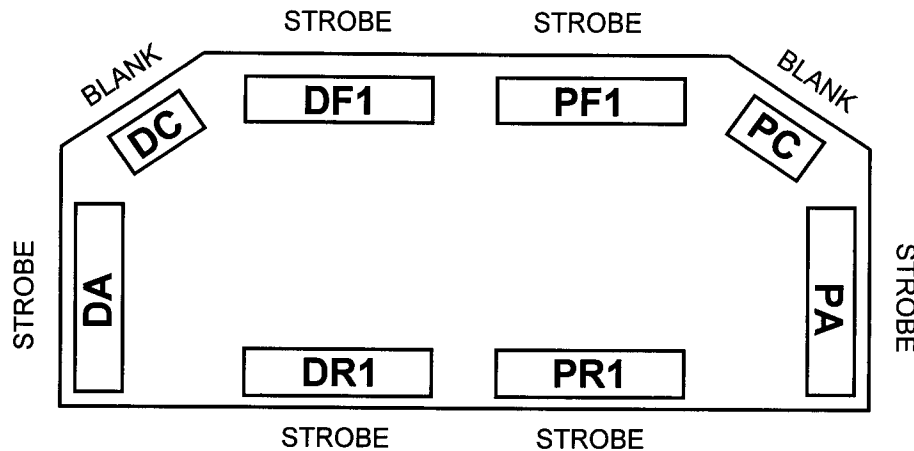 STROBE STROBE
BLANK BLANK
DF1 PF1
DC PC
STROBE DA PA STROBE
DR1 PR1
STROBE STROBE